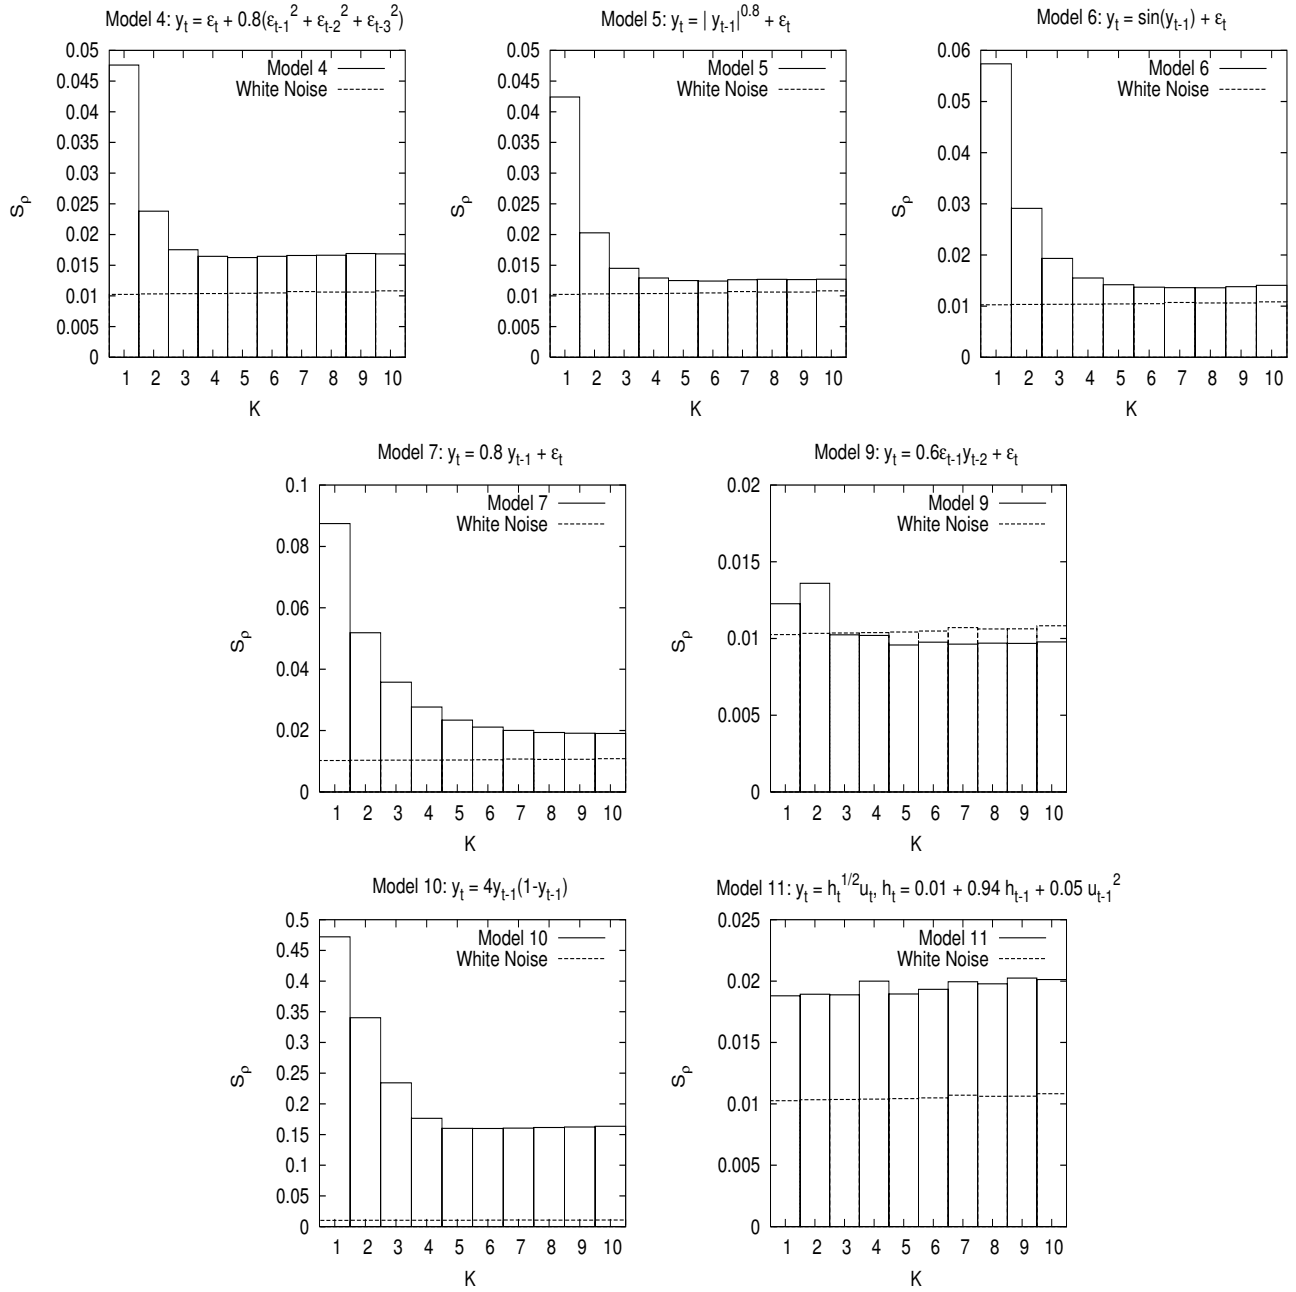 Model 4: y_t = ε_t + 0.8(ε_{t-1}^2 + ε_{t-2}^2 + ε_{t-3}^2)
Model 4
White Noise
0.05
0.045
0.04
0.035
0.03
0.025
0.02
0.015
0.01
0.005
0
S_ρ
1 2 3 4 5 6 7 8 9 10
K
Model 5: y_t = | y_{t-1}|^{0.8} + ε_t
Model 5
White Noise
0.05
0.045
0.04
0.035
0.03
0.025
0.02
0.015
0.01
0.005
0
S_ρ
1 2 3 4 5 6 7 8 9 10
K
Model 6: y_t = sin(y_{t-1}) + ε_t
Model 6
White Noise
0.06
0.05
0.04
0.03
0.02
0.01
0
S_ρ
1 2 3 4 5 6 7 8 9 10
K
Model 7: y_t = 0.8 y_{t-1} + ε_t
Model 7
White Noise
0.1
0.08
0.06
0.04
0.02
0
S_ρ
1 2 3 4 5 6 7 8 9 10
K
Model 9: y_t = 0.6ε_{t-1}y_{t-2} + ε_t
Model 9
White Noise
0.02
0.015
0.01
0.005
0
S_ρ
1 2 3 4 5 6 7 8 9 10
K
Model 10: y_t = 4y_{t-1}(1-y_{t-1})
Model 10
White Noise
0.5
0.45
0.4
0.35
0.3
0.25
0.2
0.15
0.1
0.05
0
S_ρ
1 2 3 4 5 6 7 8 9 10
K
Model 11: y_t = h_t^{1/2}u_t, h_t = 0.01 + 0.94 h_{t-1} + 0.05 u_{t-1}^2
Model 11
White Noise
0.025
0.02
0.015
0.01
0.005
0
S_ρ
1 2 3 4 5 6 7 8 9 10
K